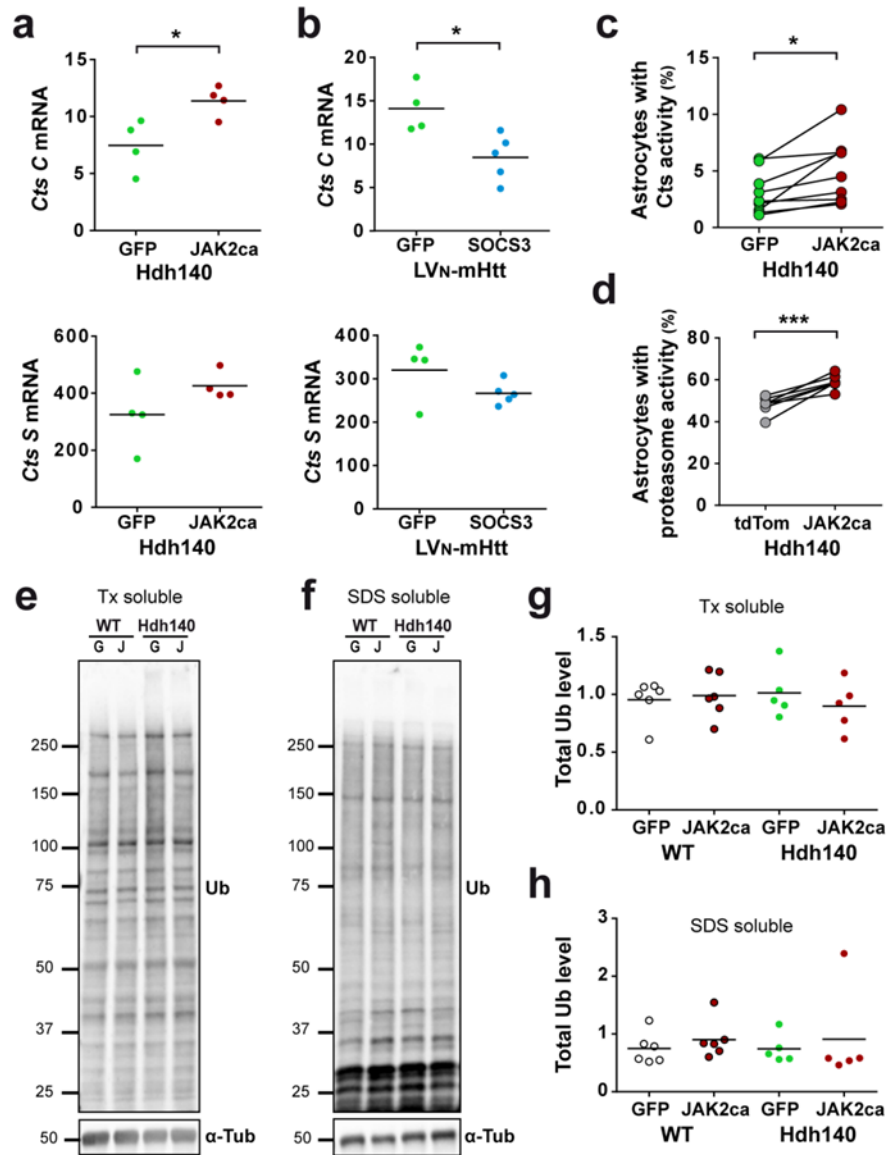 a
*
Cts C mRNA
15
10
5
0
GFP JAK2ca
Hdh140
Cts S mRNA
600
400
200
0
GFP JAK2ca
Hdh140
b
*
Cts C mRNA
20
15
10
5
0
GFP SOCS3
LVN-mHtt
Cts S mRNA
400
300
200
100
0
GFP SOCS3
LVN-mHtt
c
*
Astrocytes with
Cts activity (%)
15
10
5
0
GFP JAK2ca
Hdh140
d
***
Astrocytes with
proteasome activity (%)
80
60
40
20
0
tdTom JAK2ca
Hdh140
e
Tx soluble
WT Hdh140
G J G J
250
150
100
75
50
37
25
Ub
50
α-Tub
f
SDS soluble
WT Hdh140
G J G J
250
150
100
75
50
37
25
Ub
50
α-Tub
g
Tx soluble
Total Ub level
1.5
1.0
0.5
0.0
GFP JAK2ca GFP JAK2ca
WT Hdh140
h
SDS soluble
Total Ub level
3
2
1
0
GFP JAK2ca GFP JAK2ca
WT Hdh140